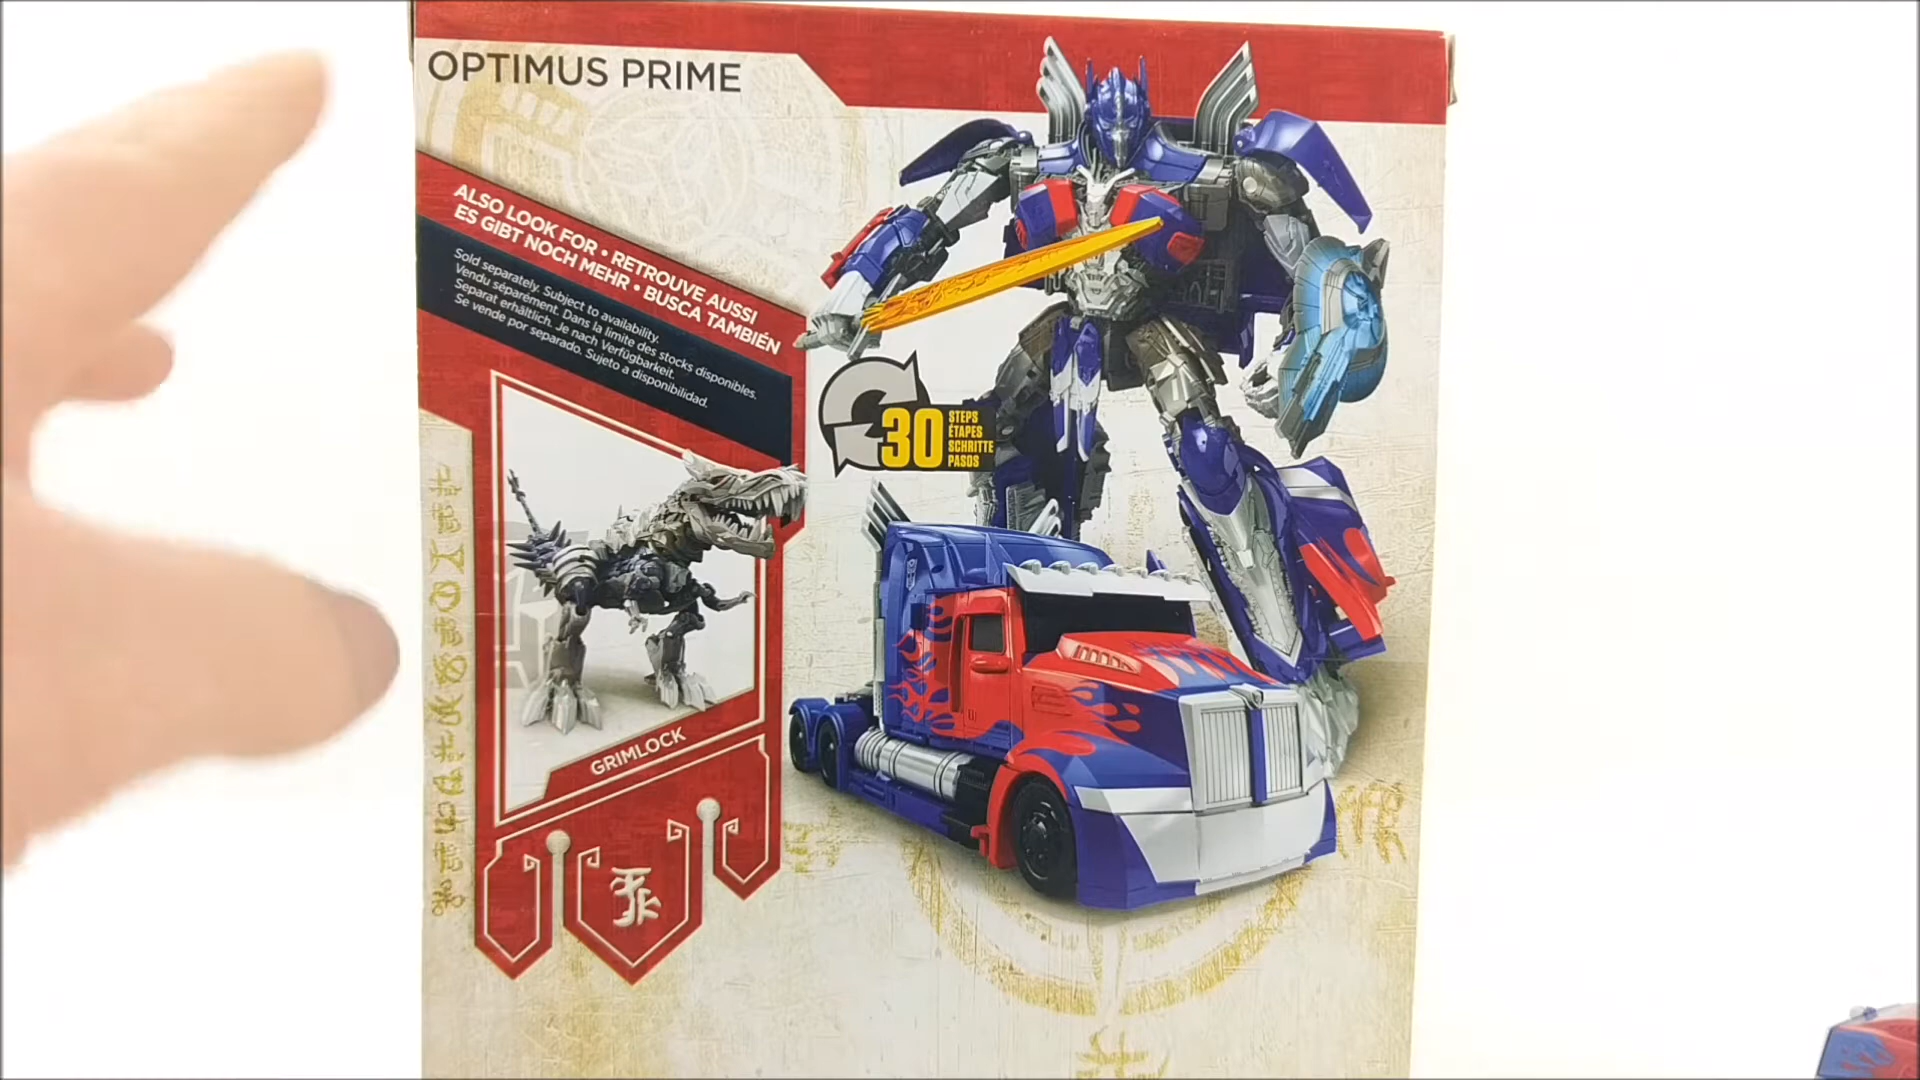 OPTIMUS PRIME
ALSO LOOK FOR • RETROUVE AUSSI
ES GIBT NOCH MEHR • BUSCA TAMBIÉN
Sold separately. Subject to availability.
Vendu séparément. Dans la limite des stocks disponibles.
Separat erhältlich. Je nach Verfügbarkeit.
Se vende por separado. Sujeto a disponibilidad.
30
STEPS
ÉTAPES
SCHRITTE
PASOS
GRIMLOCK